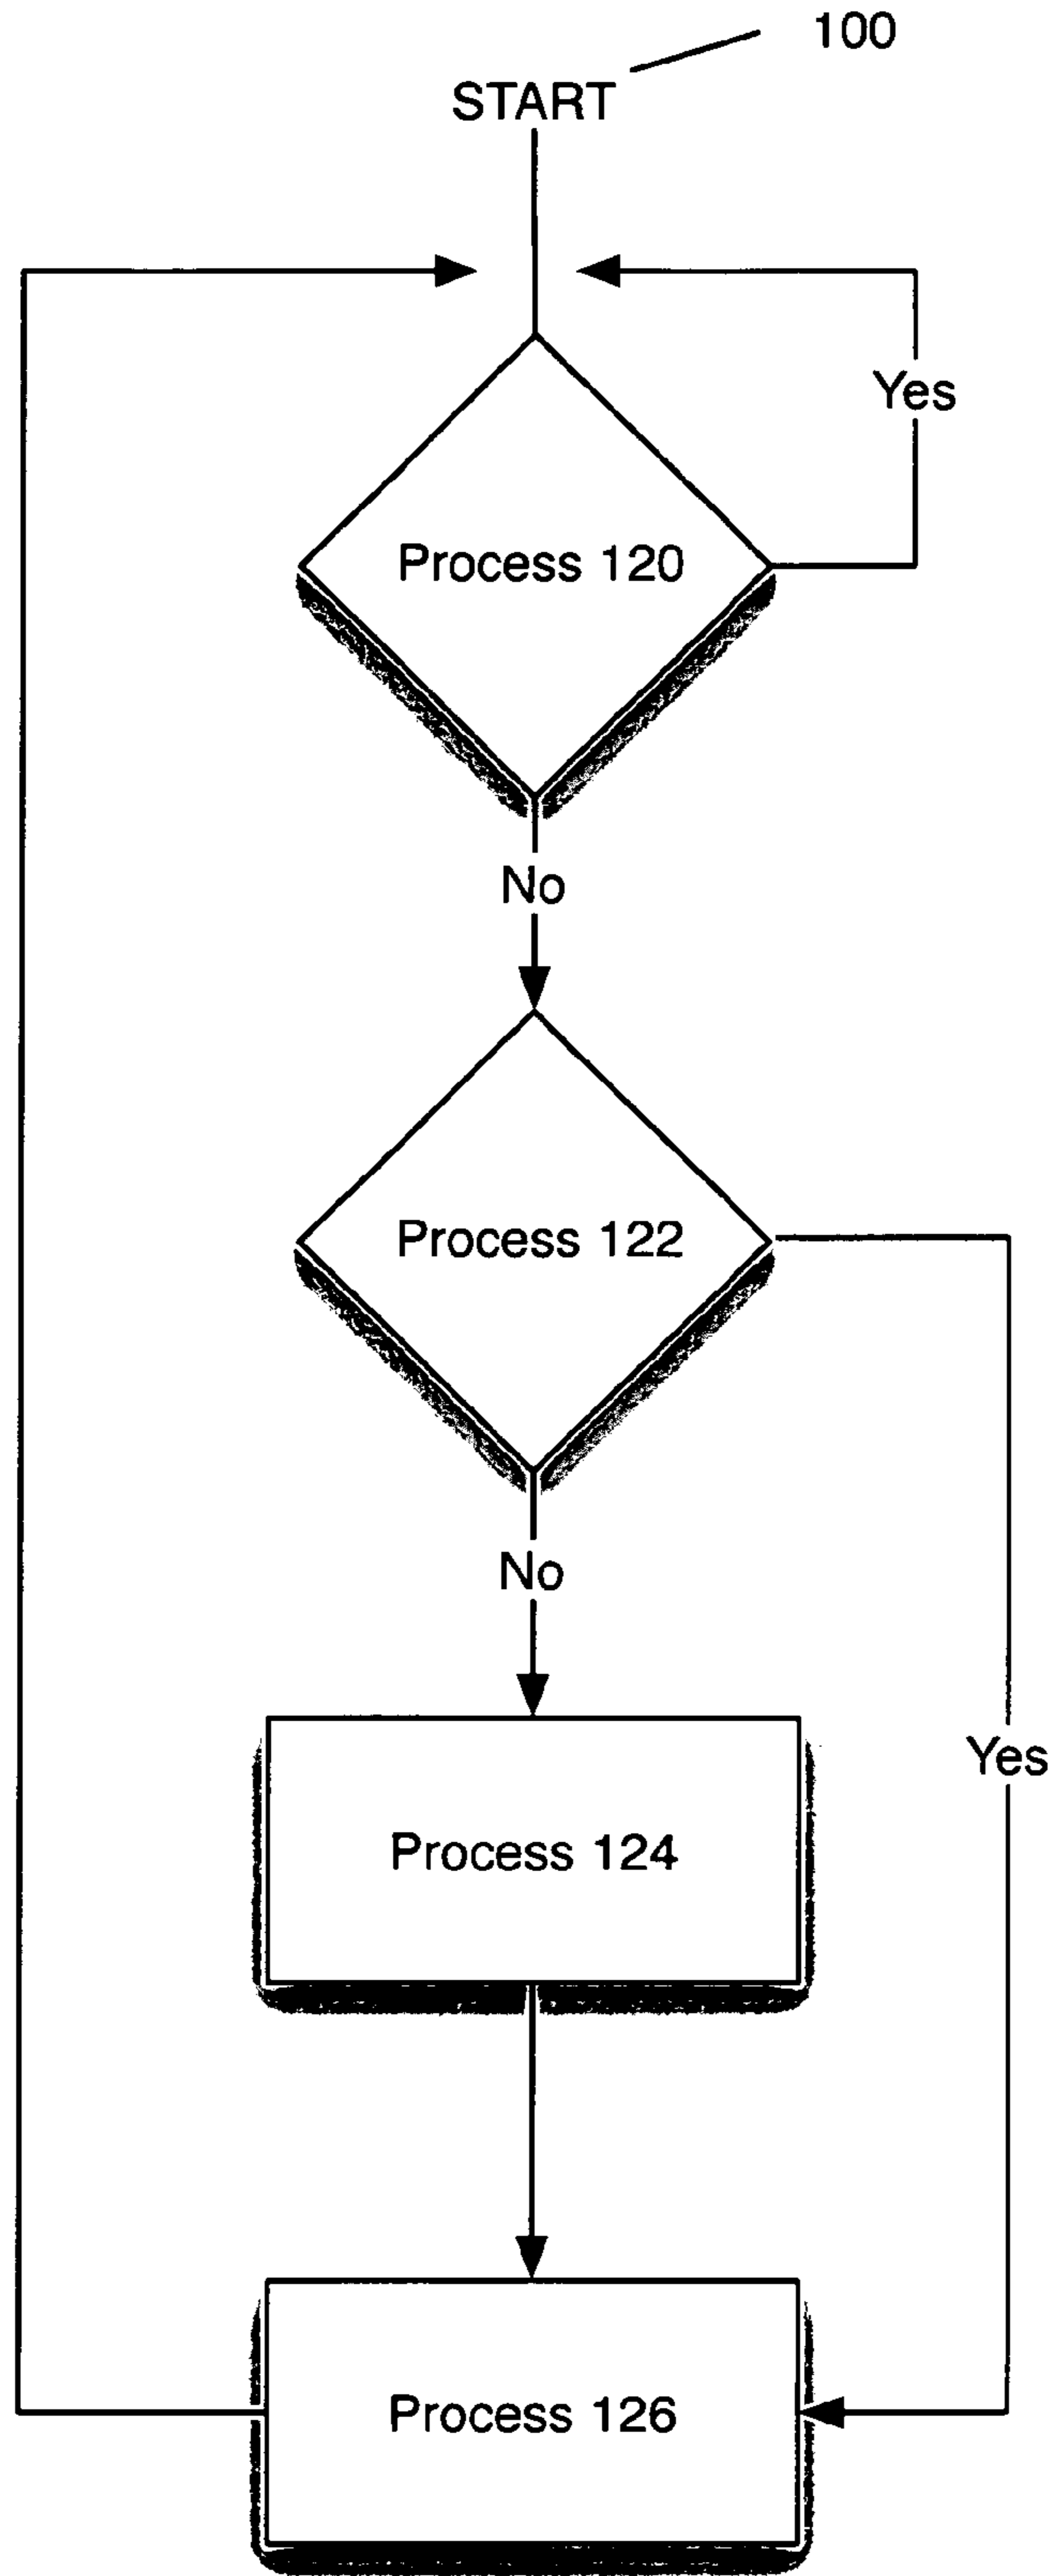 100
START
Yes
Process 120
No
Process 122
No
Yes
Process 124
Process 126